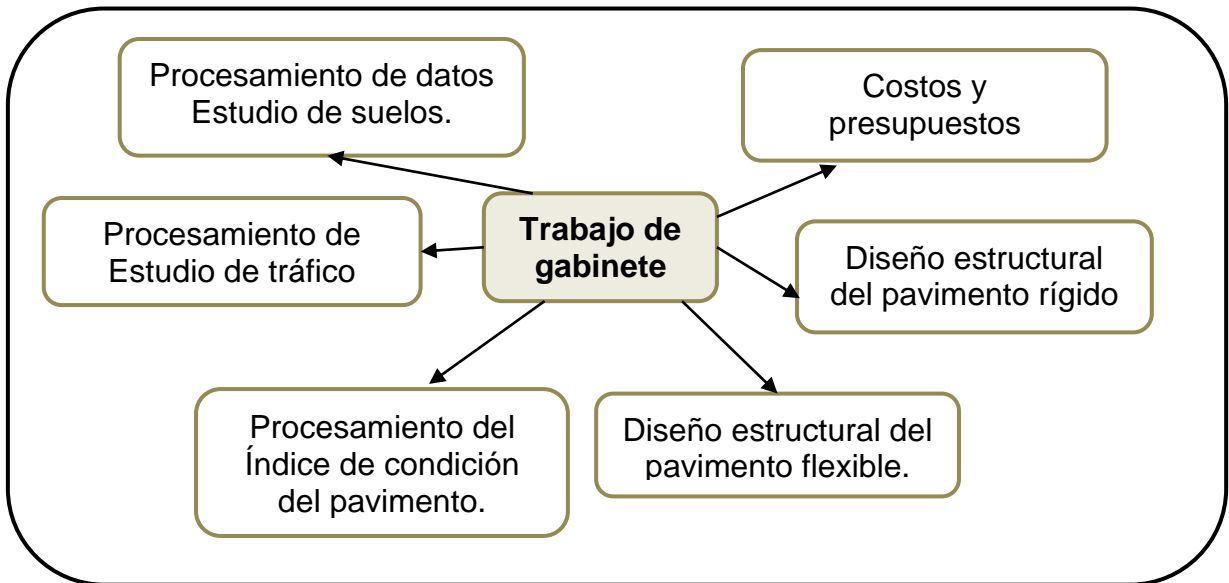 Procesamiento de datos
Estudio de suelos.
Costos y
presupuestos
Trabajo de
gabinete
Procesamiento de
Estudio de tráfico
Diseño estructural
del pavimento rígido
Procesamiento del
Índice de condición
del pavimento.
Diseño estructural del
pavimento flexible.